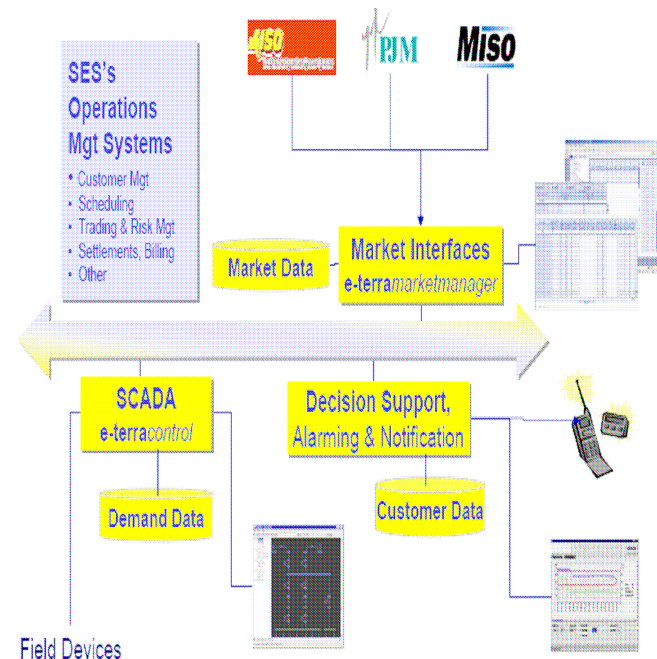 PJM
MISO
SES's
Operations
Mgt Systems
• Customer Mgt
• Scheduling
• Trading & Risk Mgt
• Settlements, Billing
• Other
Market Data
Market Interfaces
e-terramarketmanager
SCADA
e-terracontrol
Decision Support,
Alarming & Notification
Demand Data
Customer Data
Field Devices